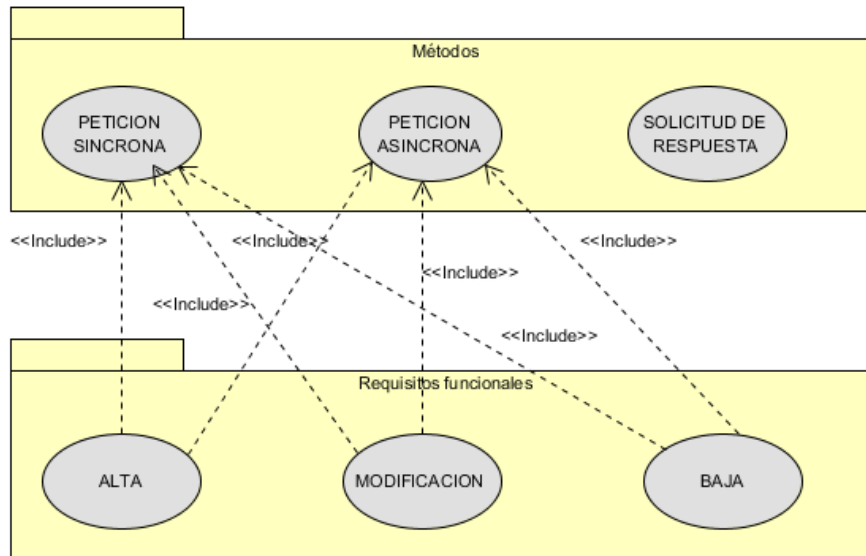 Métodos
PETICION
SINCRONA
PETICION
ASINCRONA
SOLICITUD DE
RESPUESTA
<<Include>>
<<Include>>
<<Include>>
<<Include>>
<<Include>>
<<Include>>
Requisitos funcionales
ALTA
MODIFICACION
BAJA